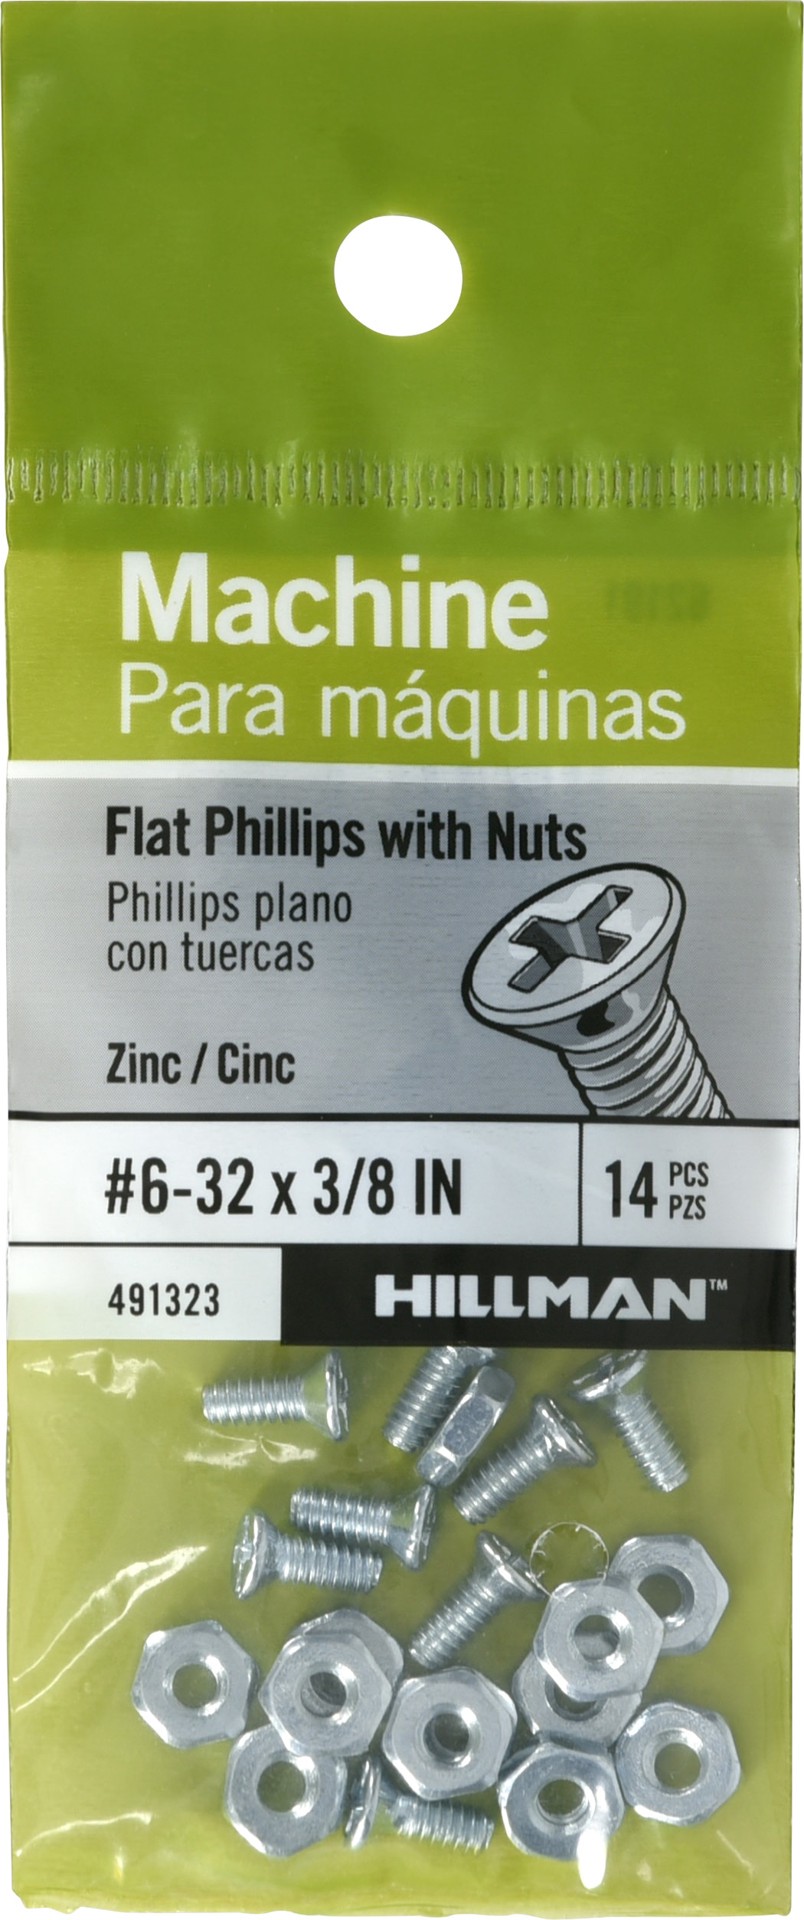 Machine
Para máquinas
Flat Phillips with Nuts
Phillips plano
con tuercas
Zinc / Cinc
#6-32 x 3/8 IN
14 PCS
PZS
491323
HILLMAN™